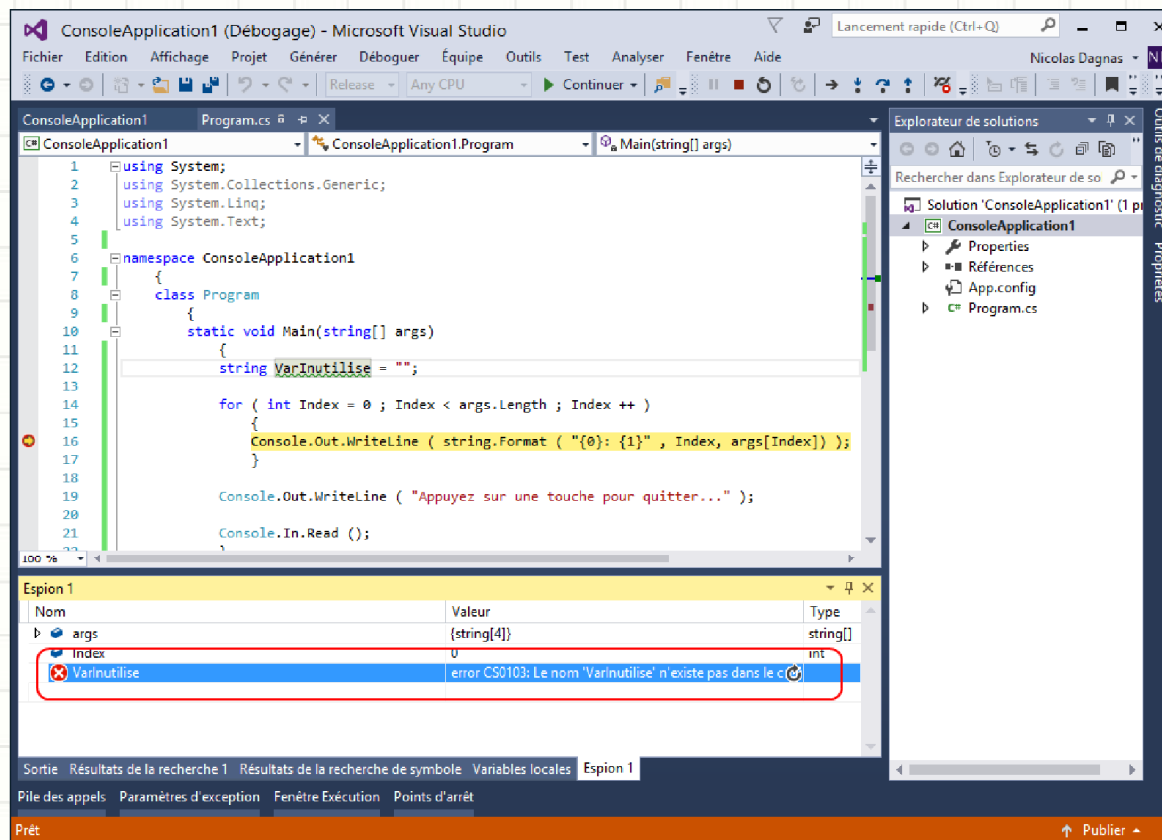 ConsoleApplication1 (Débogage) - Microsoft Visual Studio
Lancement rapide (Ctrl+Q)
Fichier Edition Affichage Projet Générer Déboguer Équipe Outils Test Analyser Fenêtre Aide
Nicolas Dagnas
Release Any CPU Continuer
ConsoleApplication1 Program.cs
ConsoleApplication1 ConsoleApplication1.Program Main(string[] args)
1 using System;
2 using System.Collections.Generic;
3 using System.Linq;
4 using System.Text;
5
6 namespace ConsoleApplication1
7 {
8 class Program
9 {
10 static void Main(string[] args)
11 {
12 string VarInutilise = "";
13
14 for ( int Index = 0 ; Index < args.Length ; Index ++ )
15 {
16 Console.Out.WriteLine ( string.Format ( "{0}: {1}" , Index, args[Index]) );
17 }
18
19 Console.Out.WriteLine ( "Appuyez sur une touche pour quitter..." );
20
21 Console.In.Read ();
100 %
Explorateur de solutions
Rechercher dans Explorateur de so
Solution 'ConsoleApplication1' (1 pr
ConsoleApplication1
Properties
Références
App.config
Program.cs
Outils de diagnostic
Propriétés
Espion 1
Nom Valeur Type
args {string[4]} string[]
Index 0 int
VarInutilise error CS0103: Le nom 'VarInutilise' n'existe pas dans le c
Sortie Résultats de la recherche 1 Résultats de la recherche de symbole Variables locales Espion 1
Pile des appels Paramètres d'exception Fenêtre Exécution Points d'arrêt
Prêt
Publier